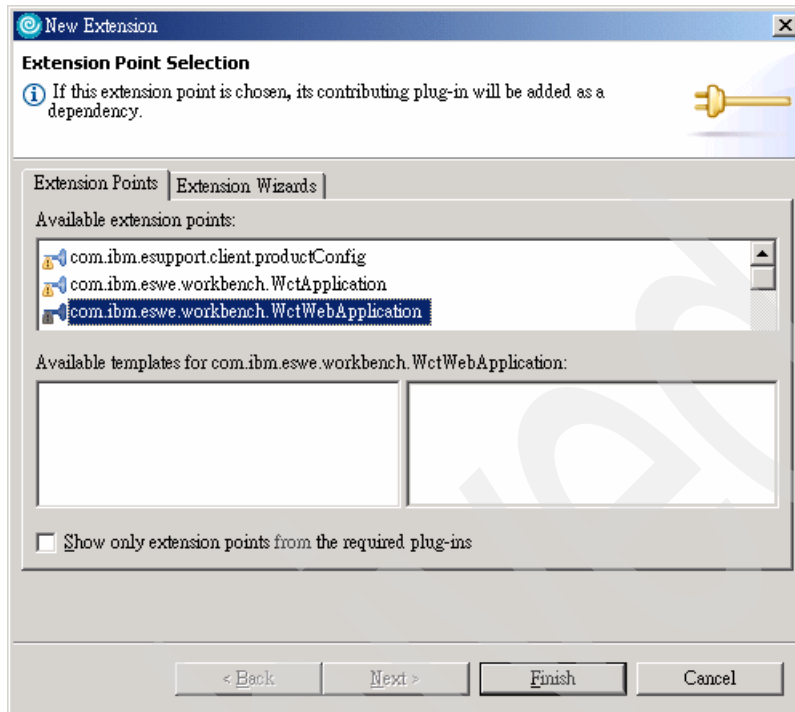 New Extension
Extension Point Selection
If this extension point is chosen, its contributing plug-in will be added as a
dependency.
Extension Points
Extension Wizards
Available extension points:
com.ibm.esupport.client.productConfig
com.ibm.eswe.workbench.WctApplication
com.ibm.eswe.workbench.WctWebApplication
Available templates for com.ibm.eswe.workbench.WctWebApplication:
Show only extension points from the required plug-ins
< Back
Next >
Finish
Cancel